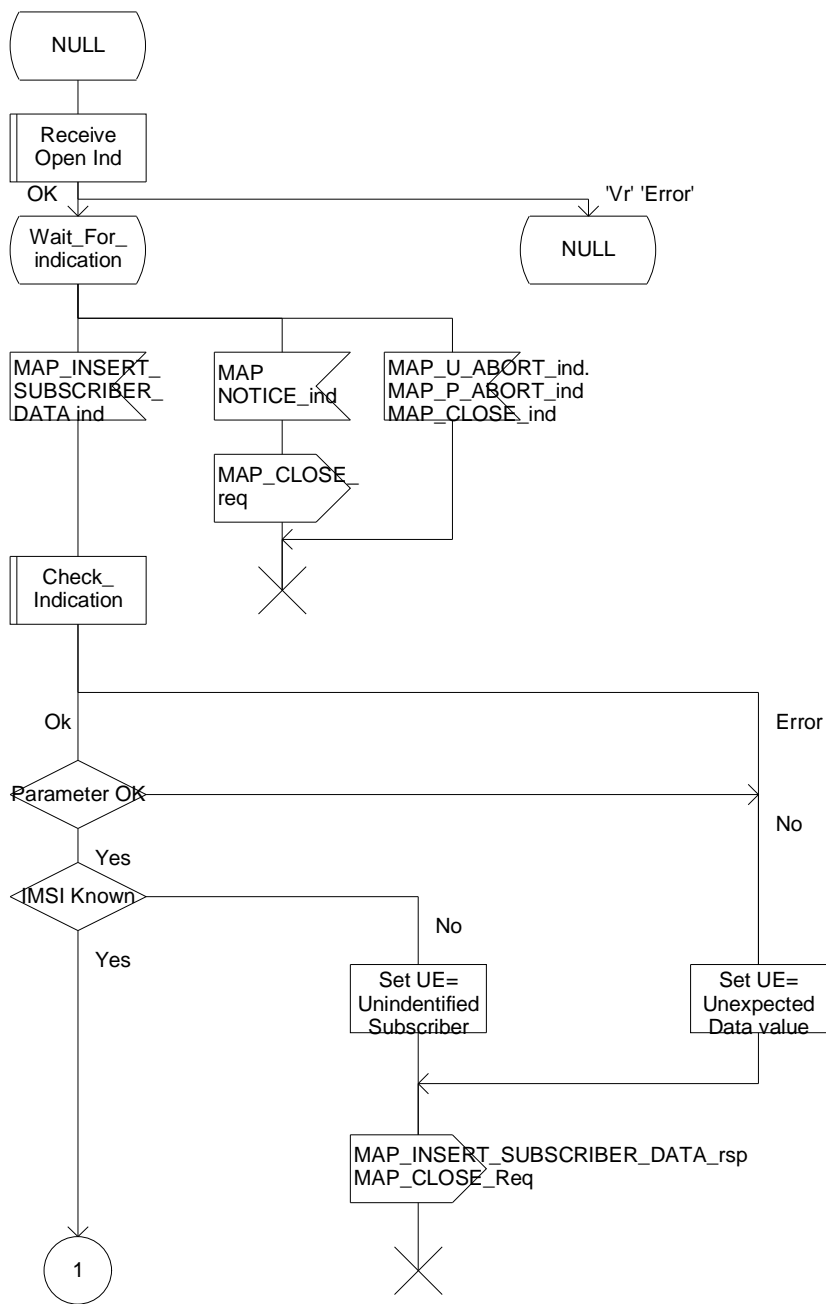 NULL
Receive
Open Ind
OK
'Vr' 'Error'
Wait_For_
indication
NULL
MAP_INSERT_
SUBSCRIBER_
DATA ind
MAP
NOTICE_ind
MAP_U_ABORT_ind.
MAP_P_ABORT_ind
MAP_CLOSE_ind
MAP_CLOSE_
req
Check_
Indication
Ok
Error
Parameter OK
No
Yes
IMSI Known
No
Yes
Set UE=
Unindentified
Subscriber
Set UE=
Unexpected
Data value
MAP_INSERT_SUBSCRIBER_DATA_rsp
MAP_CLOSE_Req
1